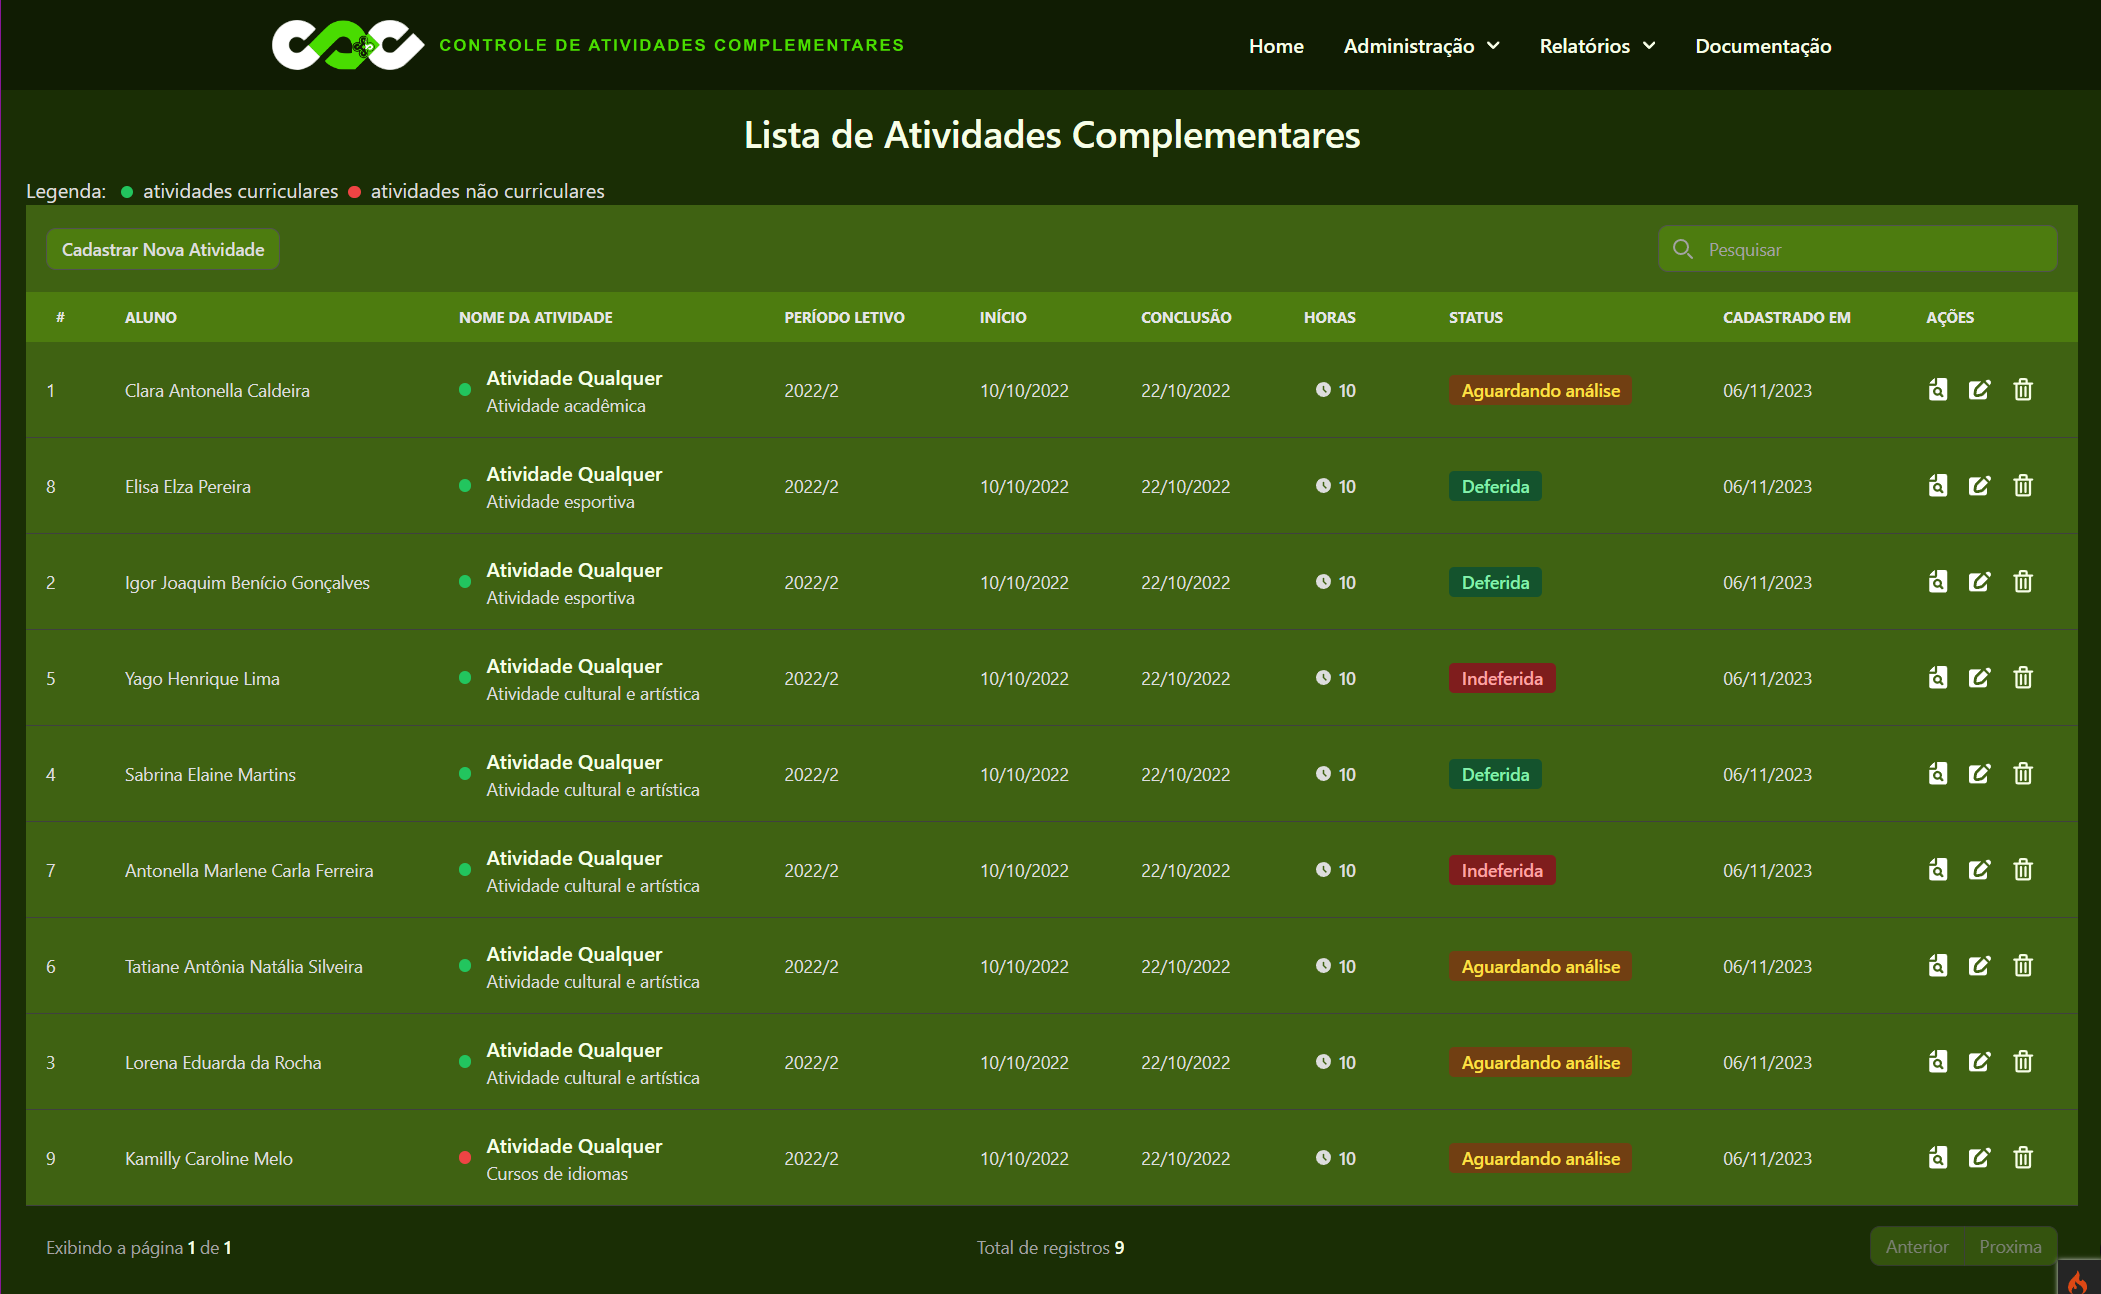 CAC CONTROLE DE ATIVIDADES COMPLEMENTARES Home Administração Relatórios Documentação
Lista de Atividades Complementares
Legenda: atividades curriculares atividades não curriculares
Cadastrar Nova Atividade Pesquisar
# ALUNO NOME DA ATIVIDADE PERÍODO LETIVO INÍCIO CONCLUSÃO HORAS STATUS CADASTRADO EM AÇÕES
1 Clara Antonella Caldeira Atividade Qualquer 2022/2 10/10/2022 22/10/2022 10 Aguardando análise 06/11/2023
Atividade acadêmica
8 Elisa Elza Pereira Atividade Qualquer 2022/2 10/10/2022 22/10/2022 10 Deferida 06/11/2023
Atividade esportiva
2 Igor Joaquim Benício Gonçalves Atividade Qualquer 2022/2 10/10/2022 22/10/2022 10 Deferida 06/11/2023
Atividade esportiva
5 Yago Henrique Lima Atividade Qualquer 2022/2 10/10/2022 22/10/2022 10 Indeferida 06/11/2023
Atividade cultural e artística
4 Sabrina Elaine Martins Atividade Qualquer 2022/2 10/10/2022 22/10/2022 10 Deferida 06/11/2023
Atividade cultural e artística
7 Antonella Marlene Carla Ferreira Atividade Qualquer 2022/2 10/10/2022 22/10/2022 10 Indeferida 06/11/2023
Atividade cultural e artística
6 Tatiane Antônia Natália Silveira Atividade Qualquer 2022/2 10/10/2022 22/10/2022 10 Aguardando análise 06/11/2023
Atividade cultural e artística
3 Lorena Eduarda da Rocha Atividade Qualquer 2022/2 10/10/2022 22/10/2022 10 Aguardando análise 06/11/2023
Atividade cultural e artística
9 Kamilly Caroline Melo Atividade Qualquer 2022/2 10/10/2022 22/10/2022 10 Aguardando análise 06/11/2023
Cursos de idiomas
Exibindo a página 1 de 1 Total de registros 9 Anterior Proxima